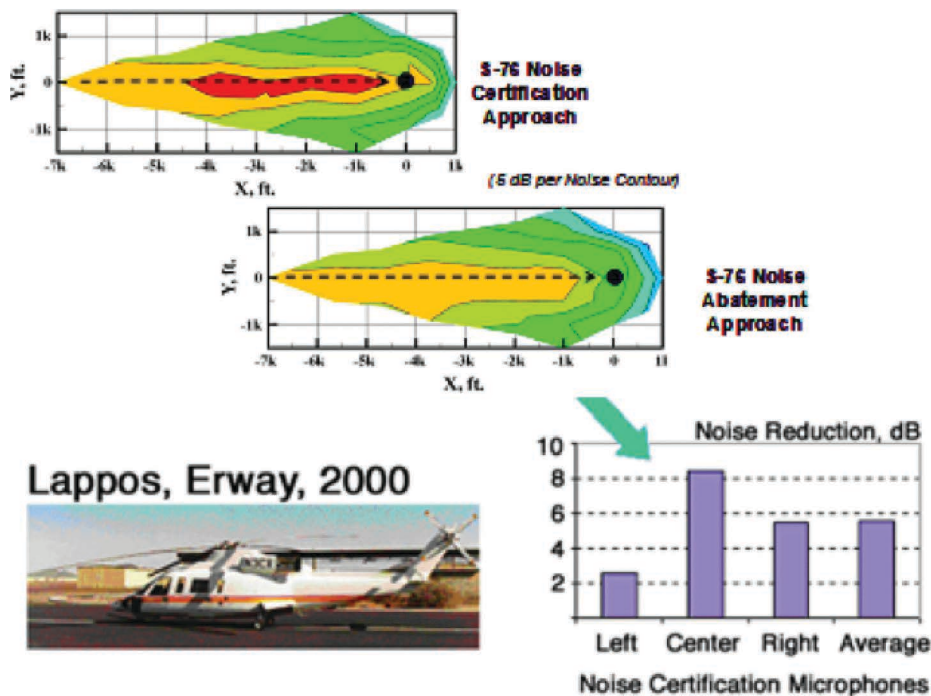 1k
0
-1k
Y, ft.
-7k -6k -5k -4k -3k -2k -1k 0 1k
X, ft.
S-76 Noise
Certification
Approach
(5 dB per Noise Contour)
1k
0
-1k
Y, ft.
-7k -6k -5k -4k -3k -2k -1k 0 1k
X, ft.
S-76 Noise
Abatement
Approach
Lappos, Erway, 2000
Noise Reduction, dB
10
8
6
4
2
Left Center Right Average
Noise Certification Microphones